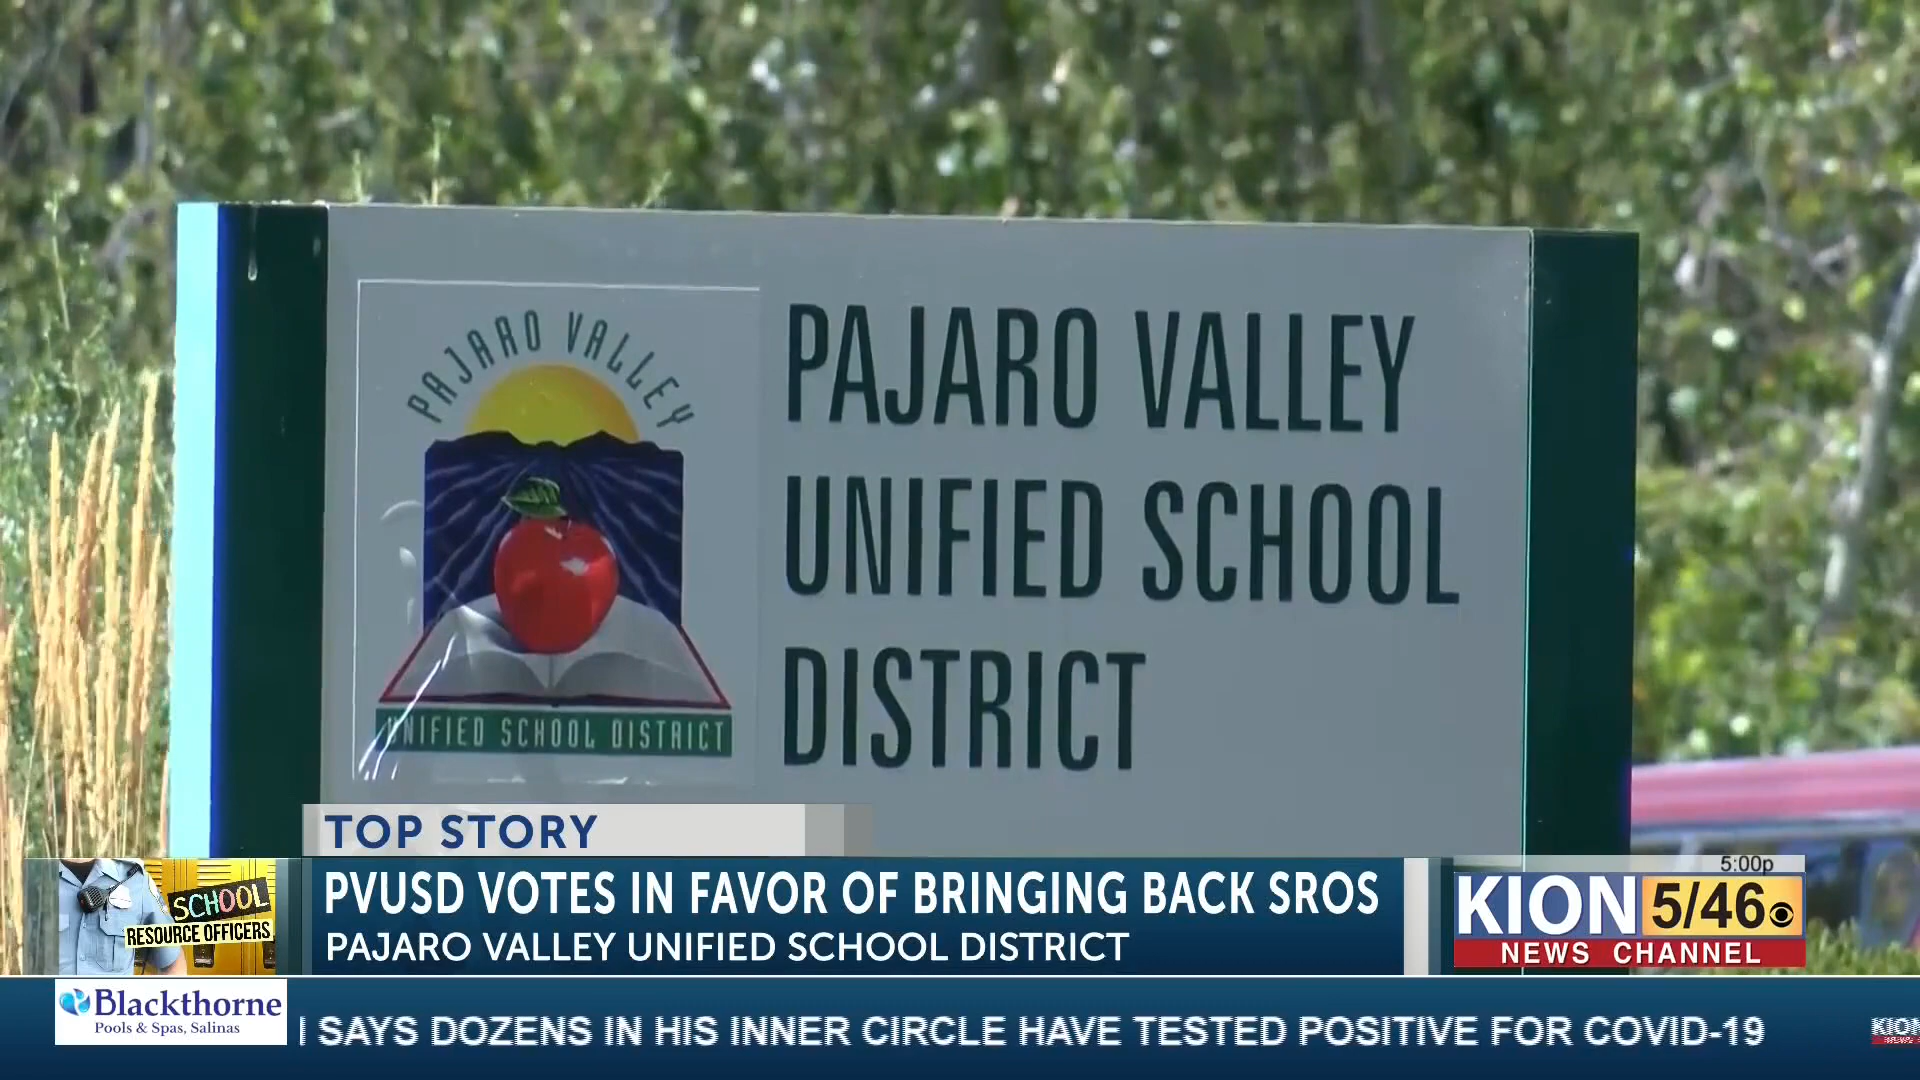 PAJARO VALLEY
UNIFIED SCHOOL DISTRICT
PAJARO VALLEY
UNIFIED SCHOOL
DISTRICT
TOP STORY
SCHOOL
RESOURCE OFFICERS
PVUSD VOTES IN FAVOR OF BRINGING BACK SROS
PAJARO VALLEY UNIFIED SCHOOL DISTRICT
5:00p
KION 5/46
NEWS CHANNEL
Blackthorne
Pools & Spas, Salinas
SAYS DOZENS IN HIS INNER CIRCLE HAVE TESTED POSITIVE FOR COVID-19
KION